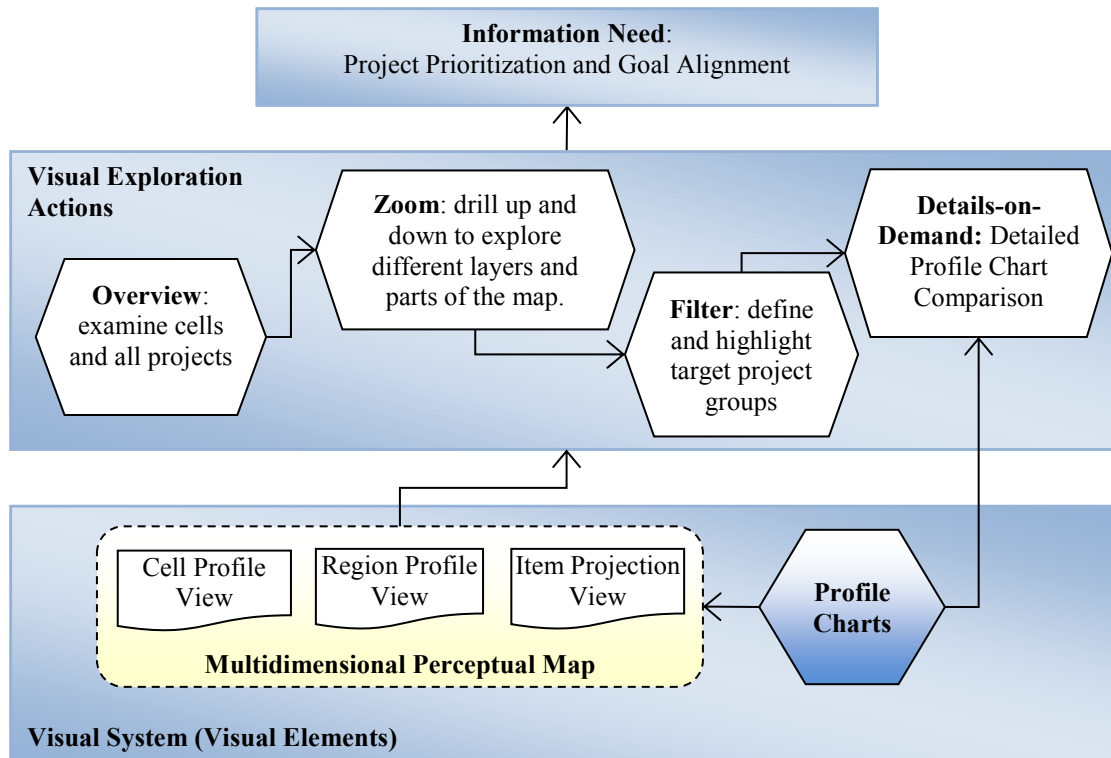 Information Need:
Project Prioritization and Goal Alignment
Visual Exploration
Actions
Overview:
examine cells
and all projects
Zoom: drill up and
down to explore
different layers and
parts of the map.
Filter: define
and highlight
target project
groups
Details-on-
Demand: Detailed
Profile Chart
Comparison
Cell Profile
View
Region Profile
View
Item Projection
View
Multidimensional Perceptual Map
Profile
Charts
Visual System (Visual Elements)